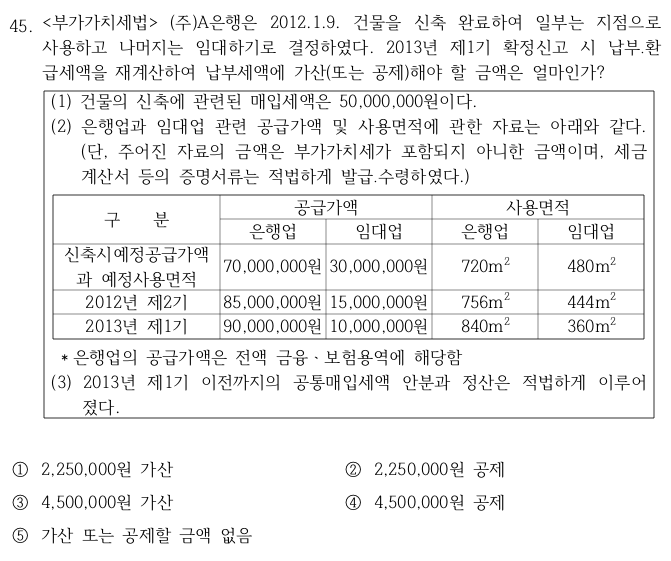 45. <부가가치세법> (주)A은행은 2012.1.9. 건물을 신축 완료하여 일부는 지점으로
사용하고 나머지는 임대하기로 결정하였다. 2013년 제1기 확정신고 시 납부.환
급세액을 재계산하여 납부세액에 가산(또는 공제)해야 할 금액은 얼마인가?
(1) 건물의 신축에 관련된 매입세액은 50,000,000원이다.
(2) 은행업과 임대업 관련 공급가액 및 사용면적에 관한 자료는 아래와 같다.
(단, 주어진 자료의 금액은 부가가치세가 포함되지 아니한 금액이며, 세금
계산서 등의 증명서류는 적법하게 발급.수령하였다.)
구 분 공급가액 사용면적
은행업 임대업 은행업 임대업
신축시예정공급가액
과 예정사용면적 70,000,000원 30,000,000원 720m² 480m²
2012년 제2기 85,000,000원 15,000,000원 756m² 444m²
2013년 제1기 90,000,000원 10,000,000원 840m² 360m²
* 은행업의 공급가액은 전액 금융ㆍ보험용역에 해당함
(3) 2013년 제1기 이전까지의 공통매입세액 안분과 정산은 적법하게 이루어
졌다.
① 2,250,000원 가산 ② 2,250,000원 공제
③ 4,500,000원 가산 ④ 4,500,000원 공제
⑤ 가산 또는 공제할 금액 없음